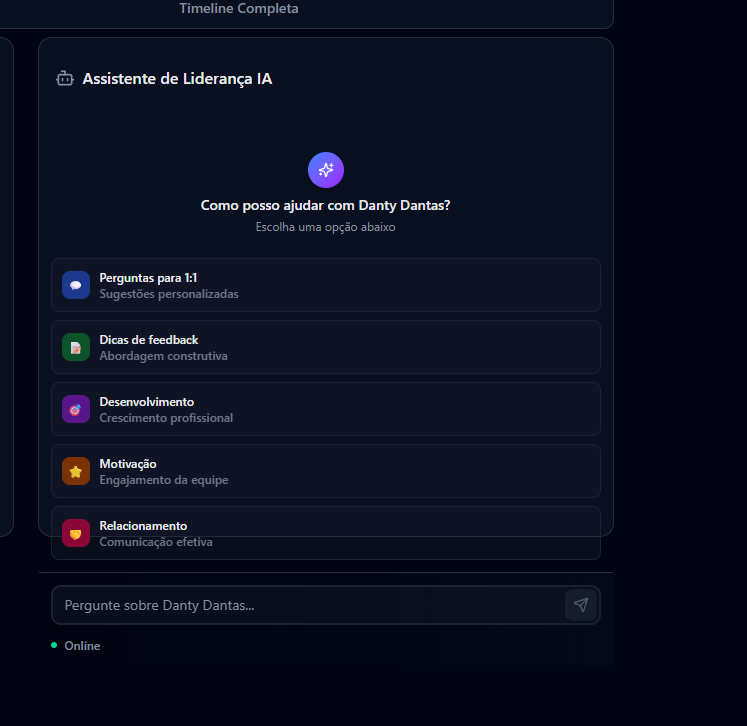 Timeline Completa
Assistente de Liderança IA
Como posso ajudar com Danty Dantas?
Escolha uma opção abaixo
Perguntas para 1:1
Sugestões personalizadas
Dicas de feedback
Abordagem construtiva
Desenvolvimento
Crescimento profissional
Motivação
Engajamento da equipe
Relacionamento
Comunicação efetiva
Pergunte sobre Danty Dantas...
Online